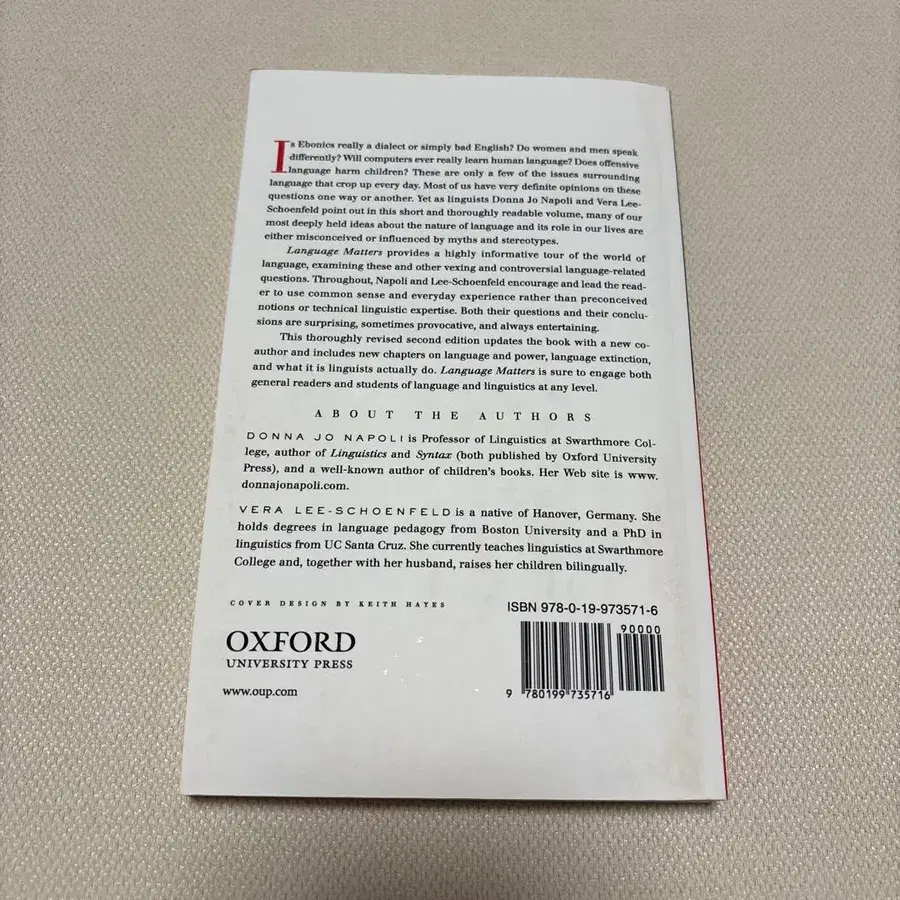 Is Ebonics really a dialect or simply bad English? Do women and men speak
differently? Will computers ever really learn human language? Does offensive
language harm children? These are only a few of the issues surrounding
language that crop up every day. Most of us have very definite opinions on these
questions one way or another. Yet as linguists Donna Jo Napoli and Vera Lee-
Schoenfeld point out in this short and thoroughly readable volume, many of our
most deeply held ideas about the nature of language and its role in our lives are
either misconceived or influenced by myths and stereotypes.
Language Matters provides a highly informative tour of the world of
language, examining these and other vexing and controversial language-related
questions. Throughout, Napoli and Lee-Schoenfeld encourage and lead the read-
er to use common sense and everyday experience rather than preconceived
notions or technical linguistic expertise. Both their questions and their conclu-
sions are surprising, sometimes provocative, and always entertaining.
This thoroughly revised second edition updates the book with a new co-
author and includes new chapters on language and power, language extinction,
and what it is linguists actually do. Language Matters is sure to engage both
general readers and students of language and linguistics at any level.
ABOUT THE AUTHORS
DONNA JO NAPOLI is Professor of Linguistics at Swarthmore Col-
lege, author of Linguistics and Syntax (both published by Oxford University
Press), and a well-known author of children's books. Her Web site is www.
donnajonapoli.com.
VERA LEE-SCHOENFELD is a native of Hanover, Germany. She
holds degrees in language pedagogy from Boston University and a PhD in
linguistics from UC Santa Cruz. She currently teaches linguistics at Swarthmore
College and, together with her husband, raises her children bilingually.
COVER DESIGN BY KEITH HAYES
OXFORD
UNIVERSITY PRESS
www.oup.com
ISBN 978-0-19-973571-6
90000
9 780199 735716